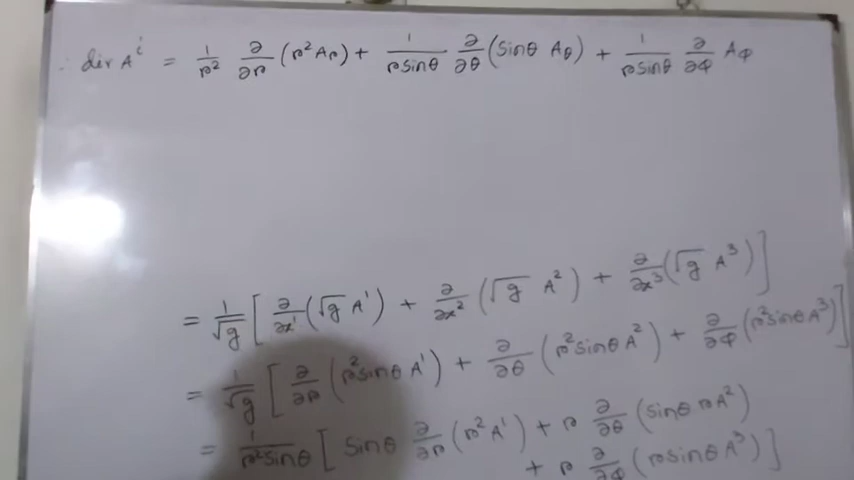 ∴ div Aⁱ = 1/r² ∂/∂r (r² Aᵣ) + 1/(r sinθ) ∂/∂θ (sinθ A_θ) + 1/(r sinθ) ∂/∂φ A_φ
= 1/√g [ ∂/∂x¹ (√g A¹) + ∂/∂x² (√g A²) + ∂/∂x³ (√g A³) ]
= 1/√g [ ∂/∂r (r² sinθ A¹) + ∂/∂θ (r² sinθ A²) + ∂/∂φ (r² sinθ A³) ]
= 1/(r² sinθ) [ sinθ ∂/∂r (r² A¹) + r ∂/∂θ (sinθ r A²)
+ r ∂/∂φ (r sinθ A³) ]